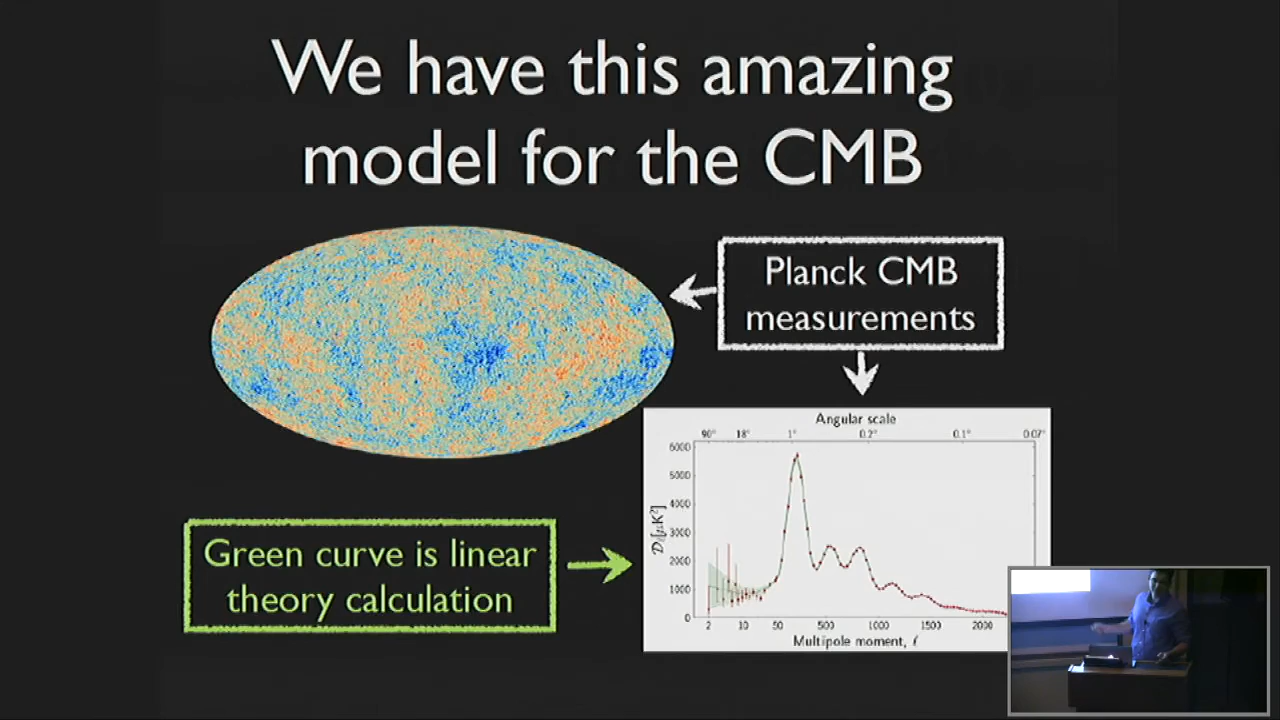 We have this amazing
model for the CMB
Planck CMB
measurements
Green curve is linear
theory calculation
Angular scale
90° 18° 1° 0.2° 0.1° 0.07°
6000
5000
4000
3000
2000
1000
0
𝒟ℓ[μK²]
2 10 50 500 1000 1500 2000
Multipole moment, ℓ